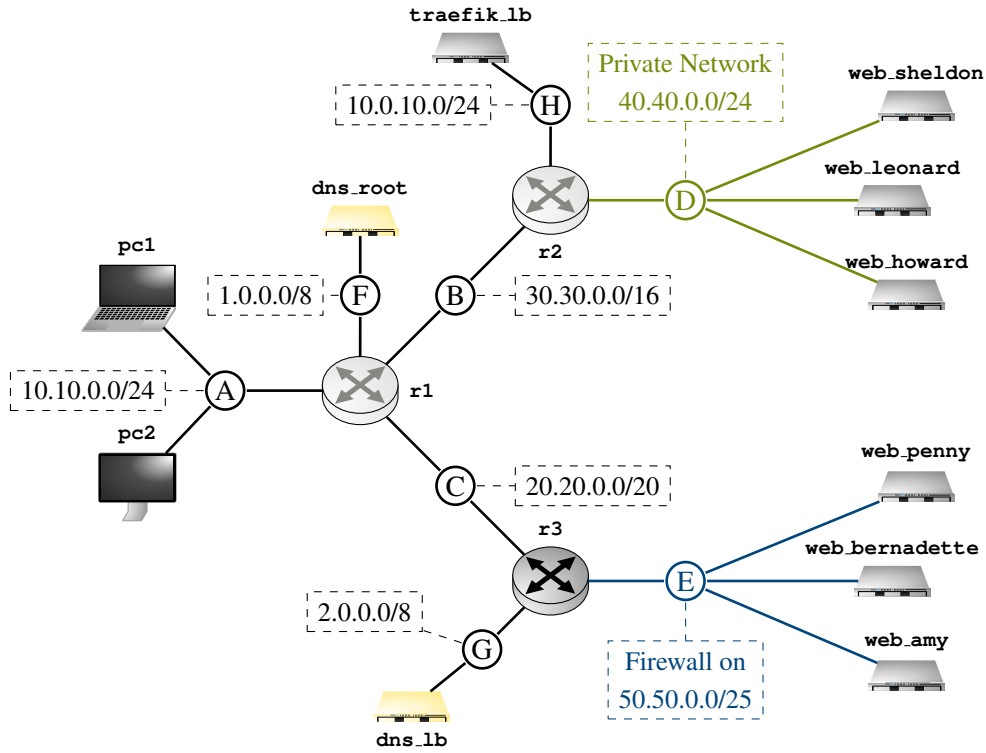 traefik_lb
10.0.10.0/24
H
Private Network
40.40.0.0/24
web_sheldon
web_leonard
web_howard
D
r2
dns_root
1.0.0.0/8
F
B
30.30.0.0/16
pc1
10.10.0.0/24
A
r1
pc2
C
20.20.0.0/20
r3
web_penny
web_bernadette
web_amy
E
Firewall on
50.50.0.0/25
2.0.0.0/8
G
dns_lb